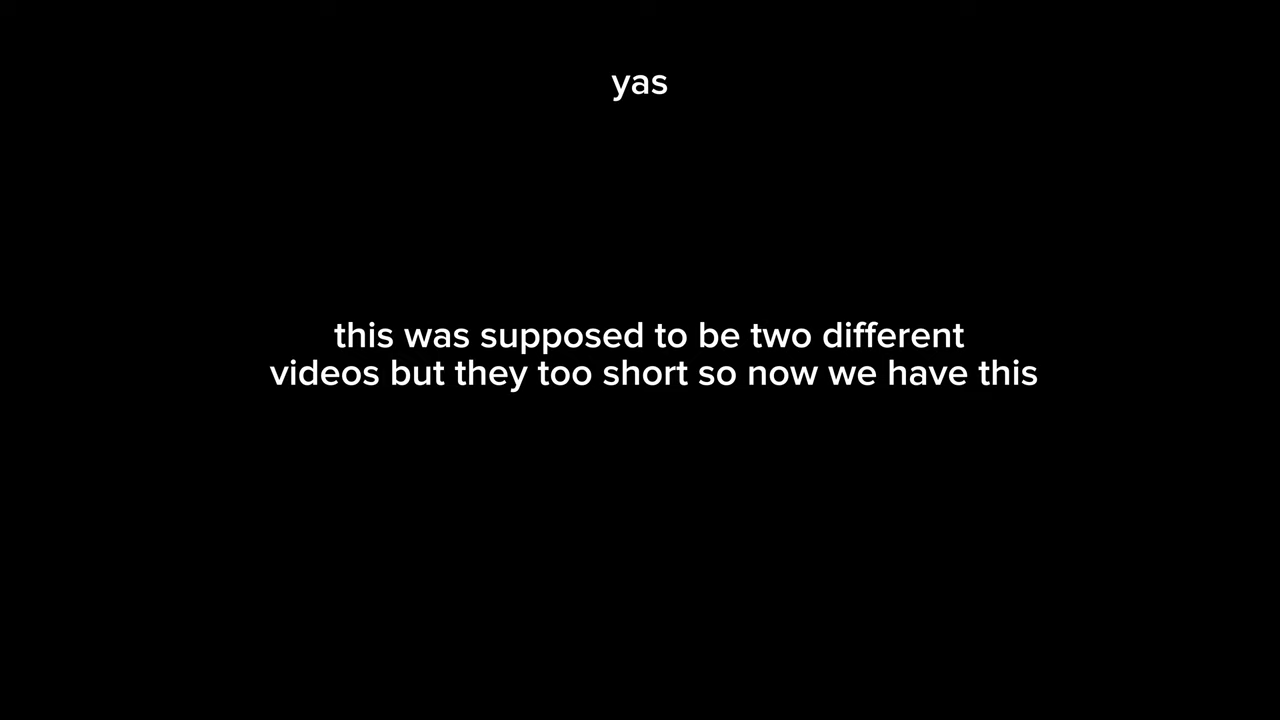 yas
this was supposed to be two different
videos but they too short so now we have this